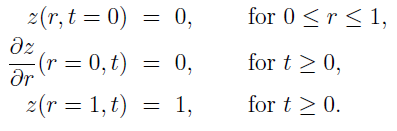 z(r, t = 0) = 0, for 0 ≤ r ≤ 1,
∂z/∂r (r = 0, t) = 0, for t ≥ 0,
z(r = 1, t) = 1, for t ≥ 0.